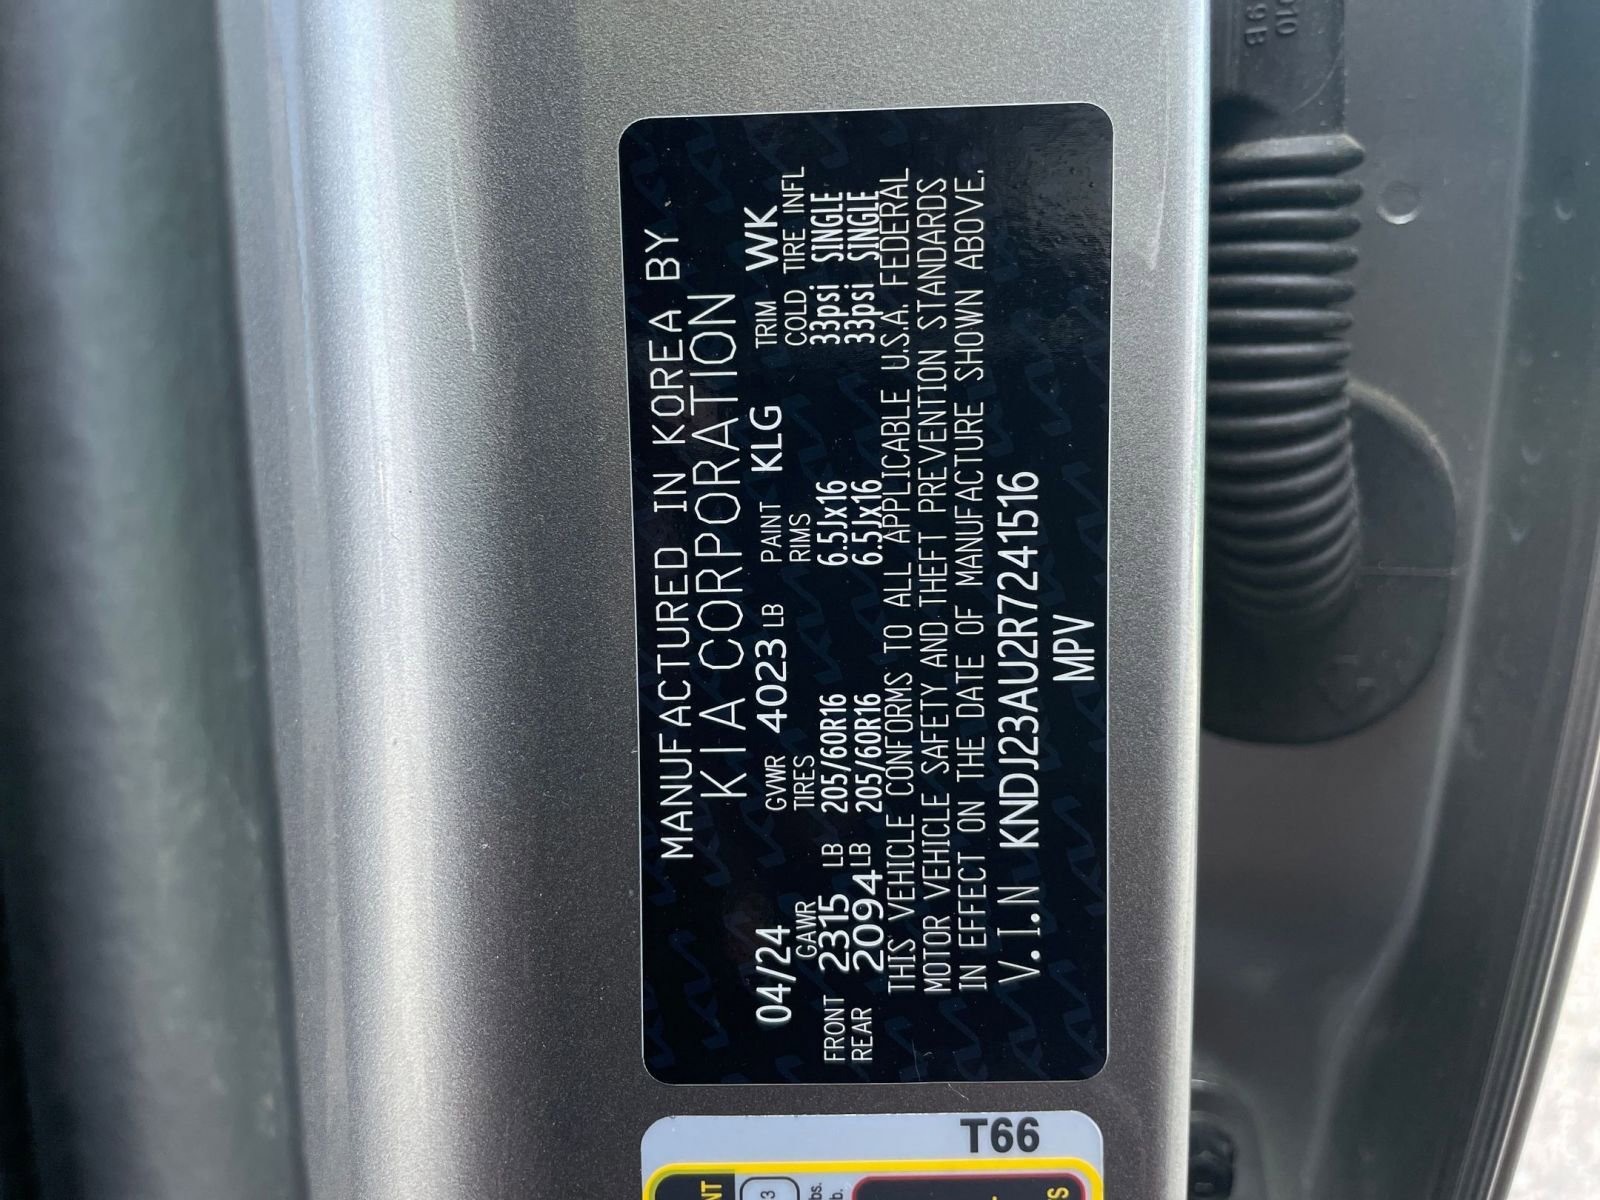 MANUFACTURED IN KOREA BY
KIA CORPORATION
04/24 GVWR 4023 LB PAINT KLG TRIM WK
GAWR TIRES RIMS COLD TIRE INFL
FRONT 2315 LB 205/60R16 6.5Jx16 33psi SINGLE
REAR 2094 LB 205/60R16 6.5Jx16 33psi SINGLE
THIS VEHICLE CONFORMS TO ALL APPLICABLE U.S.A. FEDERAL
MOTOR VEHICLE SAFETY AND THEFT PREVENTION STANDARDS
IN EFFECT ON THE DATE OF MANUFACTURE SHOWN ABOVE.
V.I.N KNDJ23AU2R7241516
MPV
T66